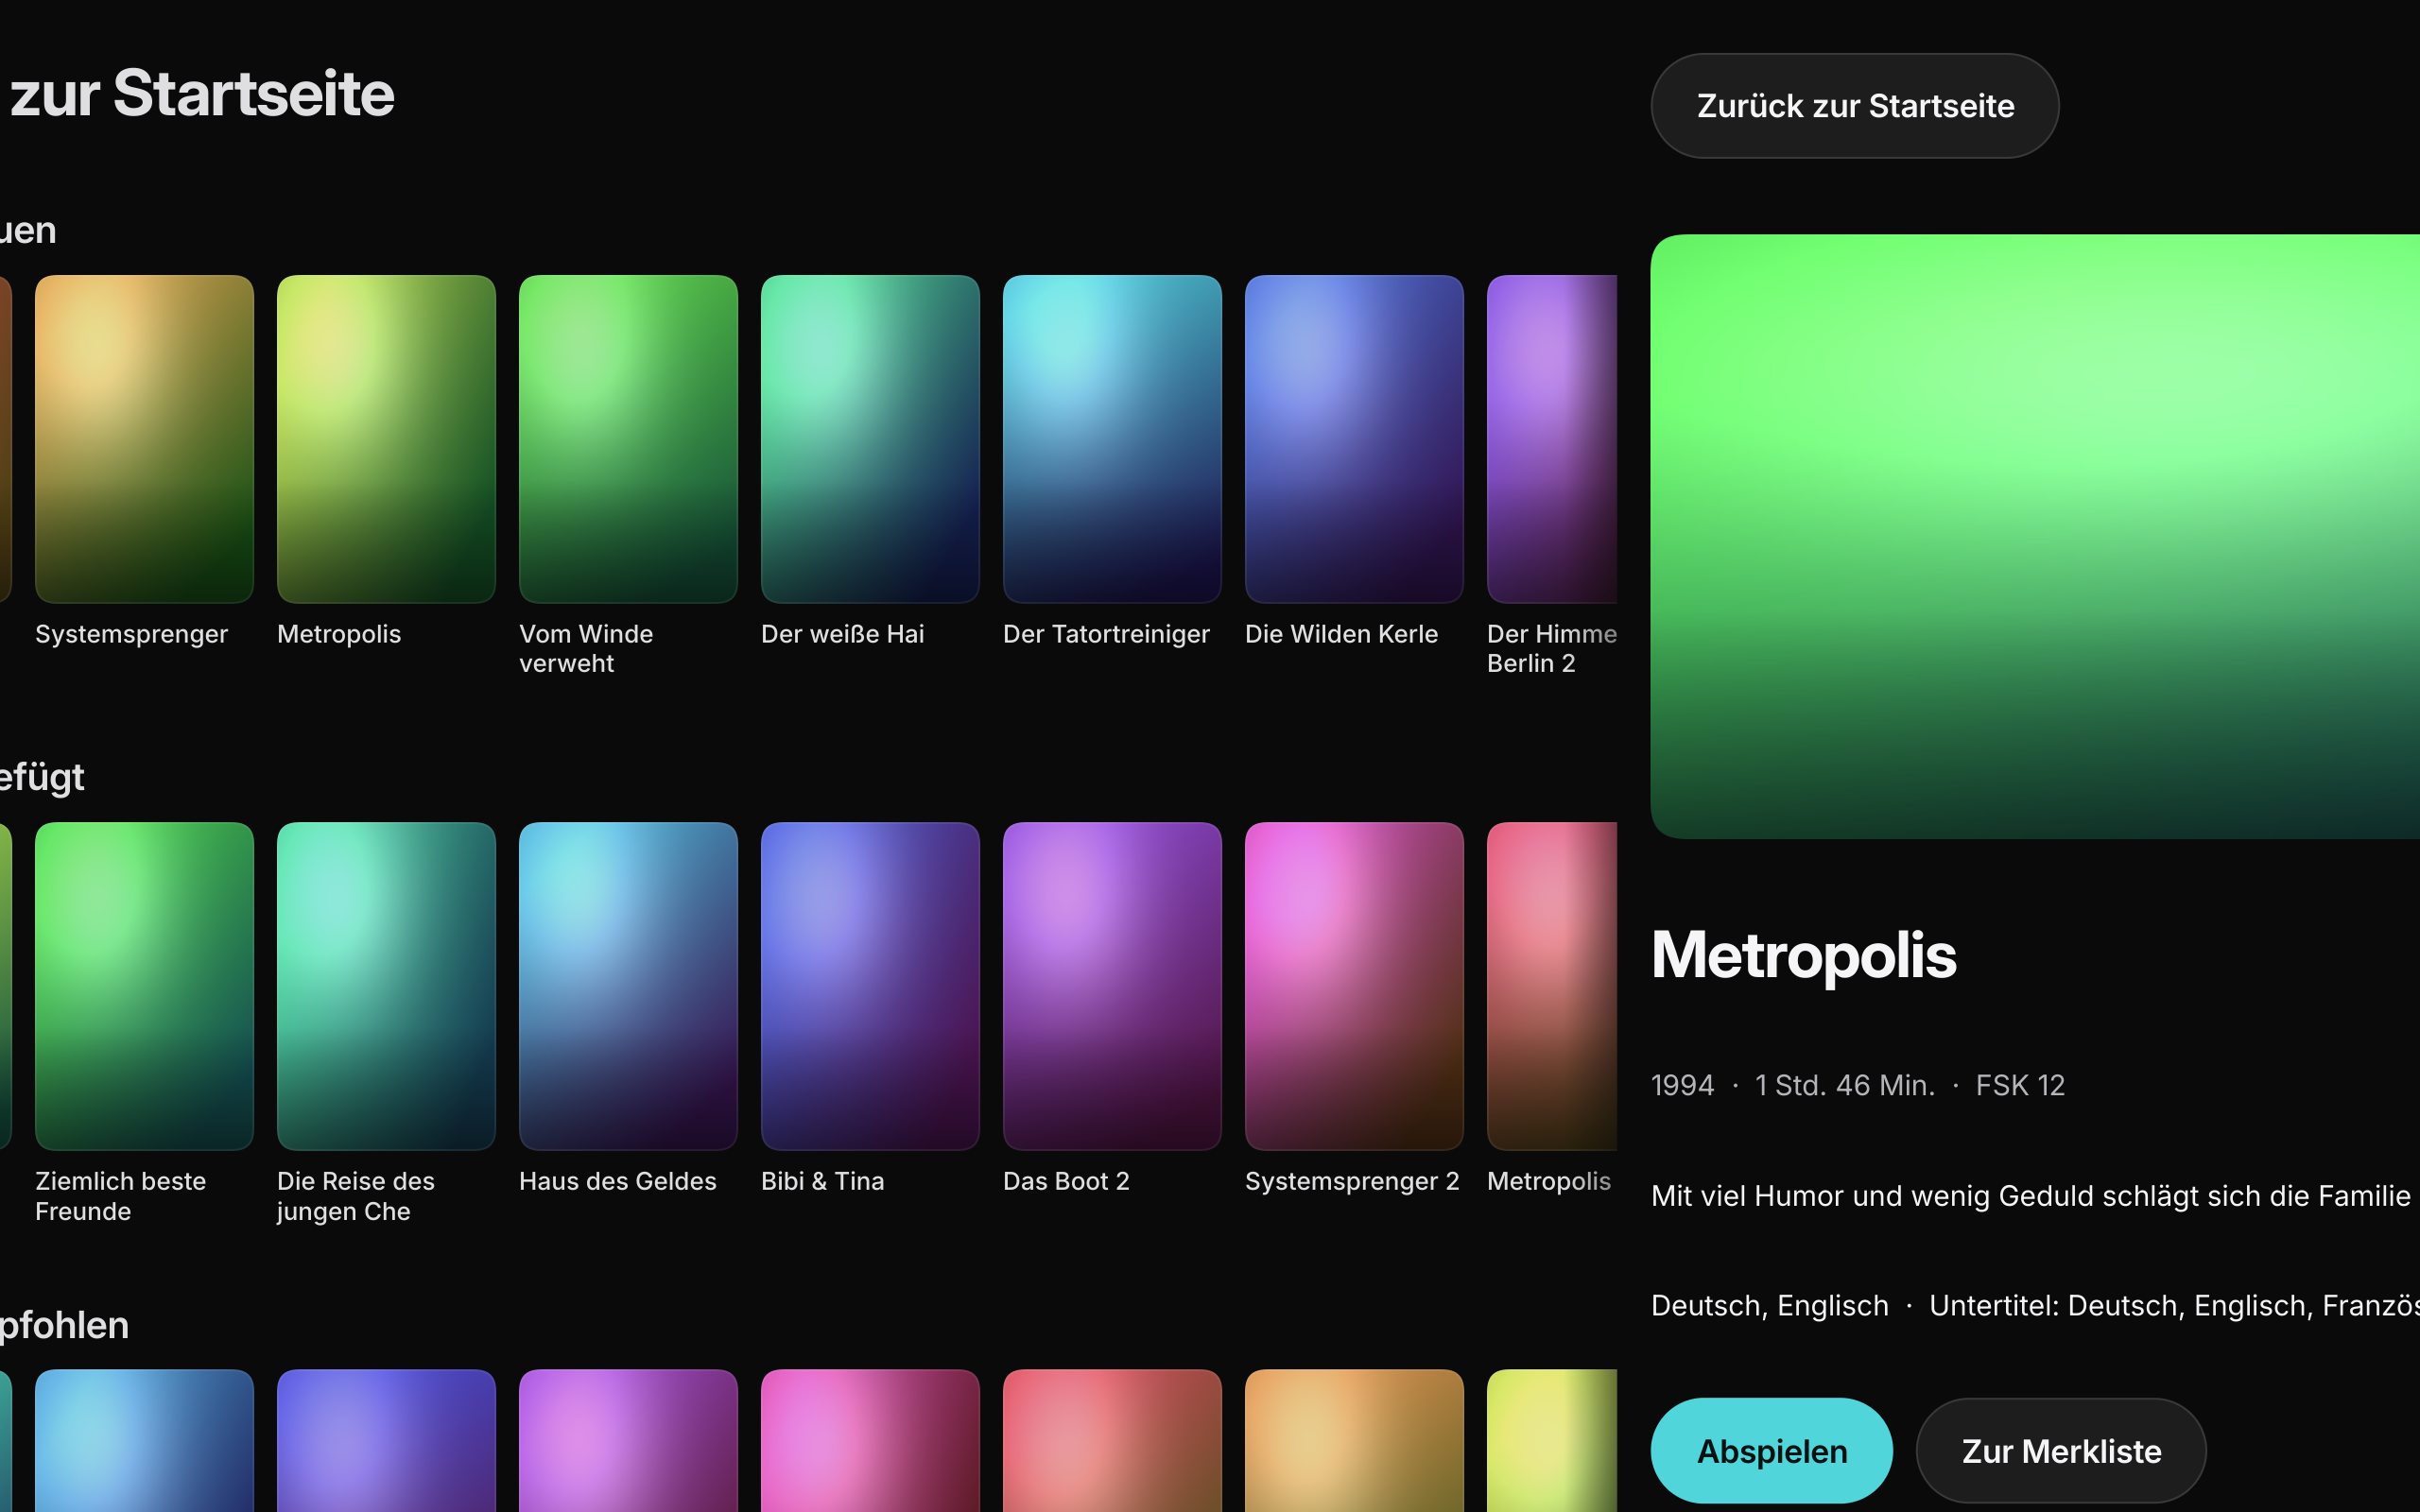 zur Startseite
uen
Systemsprenger
Metropolis
Vom Winde
verweht
Der weiße Hai
Der Tatortreiniger
Die Wilden Kerle
Der Himme
Berlin 2
efügt
Ziemlich beste
Freunde
Die Reise des
jungen Che
Haus des Geldes
Bibi & Tina
Das Boot 2
Systemsprenger 2
Metropolis
pfohlen
Zurück zur Startseite
Metropolis
1994 · 1 Std. 46 Min. · FSK 12
Mit viel Humor und wenig Geduld schlägt sich die Familie
Deutsch, Englisch · Untertitel: Deutsch, Englisch, Französ
Abspielen
Zur Merkliste